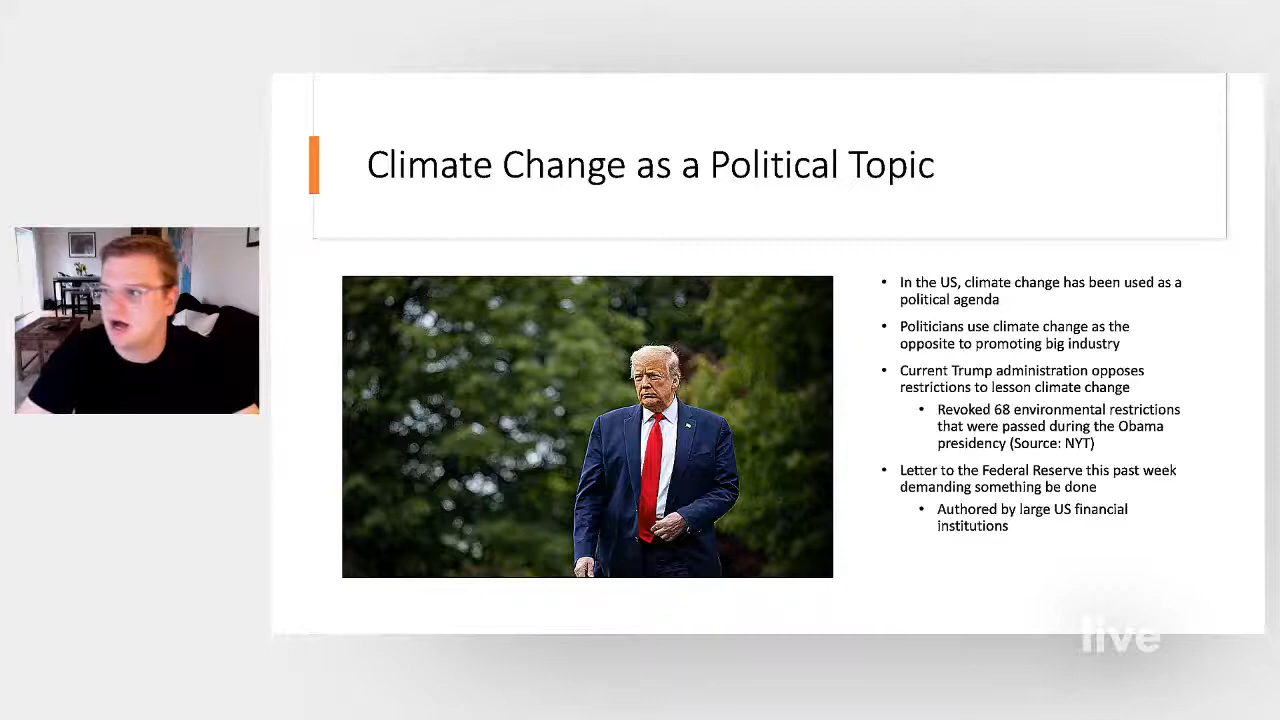 Climate Change as a Political Topic
• In the US, climate change has been used as a
political agenda
• Politicians use climate change as the
opposite to promoting big industry
• Current Trump administration opposes
restrictions to lesson climate change
• Revoked 68 environmental restrictions
that were passed during the Obama
presidency (Source: NYT)
• Letter to the Federal Reserve this past week
demanding something be done
• Authored by large US financial
institutions
live